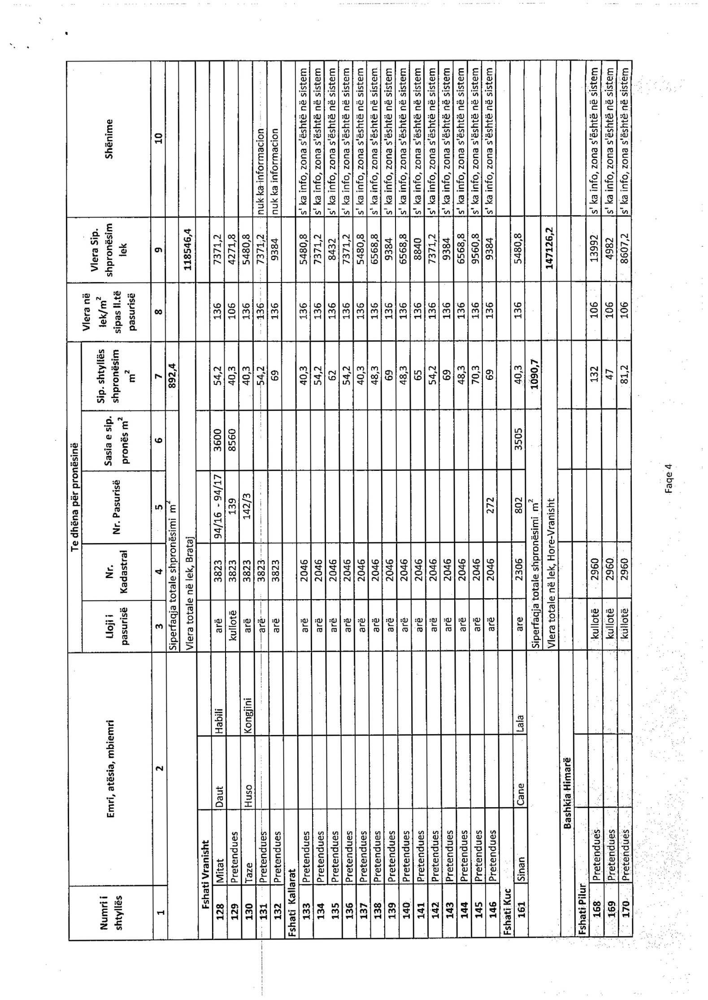 Numri i shtyllës | Emri, atësia, mbiemri | Te dhëna për pronësinë | Vlera në lek/m² sipas ll.të pasurisë | Vlera Sip. shpronësim lek | Shënime
Lloji i pasurisë | Nr. Kadastral | Nr. Pasurisë | Sasia e sip. pronës m² | Sip. shtyllës shpronësim m²
1 | 2 | 3 | 4 | 5 | 6 | 7 | 8 | 9 | 10
Siperfaqja totale shpronësimi m² | 892,4
Vlera totale në lek, Brataj | 118546,4
Fshati Vranisht
128 | Mitat | Daut | Habili | arë | 3823 | 94/16 - 94/17 | 3600 | 54,2 | 136 | 7371,2
129 | Pretendues | kullotë | 3823 | 139 | 8560 | 40,3 | 106 | 4271,8
130 | Taze | Huso | Kongjini | arë | 3823 | 142/3 | 40,3 | 136 | 5480,8
131 | Pretendues | arë | 3823 | 54,2 | 136 | 7371,2 | nuk ka informacion
132 | Pretendues | arë | 3823 | 69 | 136 | 9384 | nuk ka informacion
Fshati Kallarat
133 | Pretendues | arë | 2046 | 40,3 | 136 | 5480,8 | s' ka info, zona s'është në sistem
134 | Pretendues | arë | 2046 | 54,2 | 136 | 7371,2 | s' ka info, zona s'është në sistem
135 | Pretendues | arë | 2046 | 62 | 136 | 8432 | s' ka info, zona s'është në sistem
136 | Pretendues | arë | 2046 | 54,2 | 136 | 7371,2 | s' ka info, zona s'është në sistem
137 | Pretendues | arë | 2046 | 40,3 | 136 | 5480,8 | s' ka info, zona s'është në sistem
138 | Pretendues | arë | 2046 | 48,3 | 136 | 6568,8 | s' ka info, zona s'është në sistem
139 | Pretendues | arë | 2046 | 69 | 136 | 9384 | s' ka info, zona s'është në sistem
140 | Pretendues | arë | 2046 | 48,3 | 136 | 6568,8 | s' ka info, zona s'është në sistem
141 | Pretendues | arë | 2046 | 65 | 136 | 8840 | s' ka info, zona s'është në sistem
142 | Pretendues | arë | 2046 | 54,2 | 136 | 7371,2 | s' ka info, zona s'është në sistem
143 | Pretendues | arë | 2046 | 69 | 136 | 9384 | s' ka info, zona s'është në sistem
144 | Pretendues | arë | 2046 | 48,3 | 136 | 6568,8 | s' ka info, zona s'është në sistem
145 | Pretendues | arë | 2046 | 70,3 | 136 | 9560,8 | s' ka info, zona s'është në sistem
146 | Pretendues | arë | 2046 | 272 | 69 | 136 | 9384 | s' ka info, zona s'është në sistem
Fshati Kuc
161 | Sinan | Cane | Lala | are | 2306 | 802 | 3505 | 40,3 | 136 | 5480,8
Siperfaqja totale shpronësimi m² | 1090,7
Vlera totale në lek, Horë-Vranisht | 147126,2
Bashkia Himarë
Fshati Pilur
168 | Pretendues | kullotë | 2960 | 132 | 106 | 13992 | s' ka info, zona s'është në sistem
169 | Pretendues | kullotë | 2960 | 47 | 106 | 4982 | s' ka info, zona s'është në sistem
170 | Pretendues | kullotë | 2960 | 81,2 | 106 | 8607,2 | s' ka info, zona s'është në sistem
Faqe 4